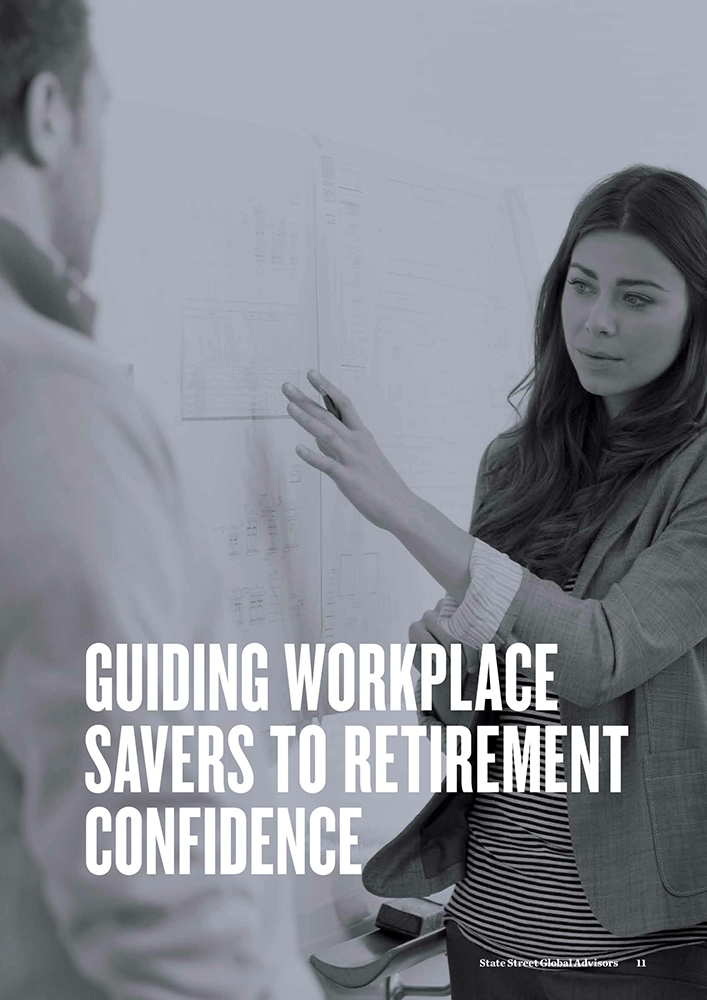 GUIDING WORKPLACE
SAVERS TO RETIREMENT
CONFIDENCE
State Street Global Advisors 11